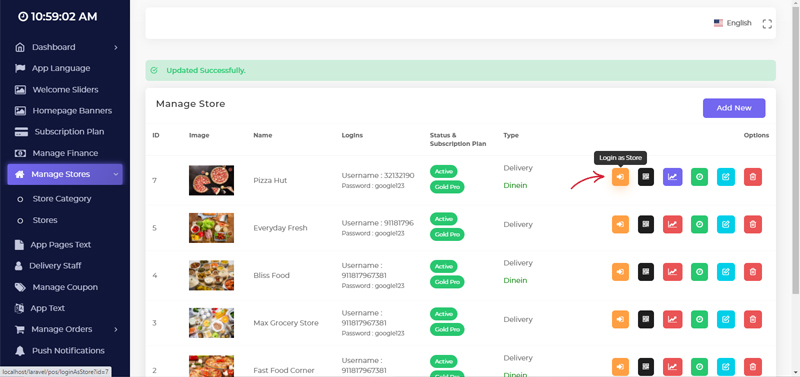 10:59:02 AM
Dashboard
App Language
Welcome Sliders
Homepage Banners
Subscription Plan
Manage Finance
Manage Stores
Store Category
Stores
App Pages Text
Delivery Staff
Manage Coupon
App Text
Manage Orders
Push Notifications
localhost/laravel/pos/loginAsStore?id=7
English
Updated Successfully.
Manage Store
Add New
ID Image Name Logins Status & Subscription Plan Type Options
Login as Store
7 Pizza Hut
Username : 32132190
Password : google123
Active
Gold Pro
Delivery
Dinein
5 Everyday Fresh
Username : 91181796
Password : google123
Active
Gold Pro
Delivery
4 Bliss Food
Username :
911817967381
Password : google123
Active
Gold Pro
Delivery
Dinein
3 Max Grocery Store
Username :
911817967381
Password : google123
Active
Gold Pro
Delivery
2 Fast Food Corner
Username :
911817967381
Active
Gold Pro
Delivery
Dinein